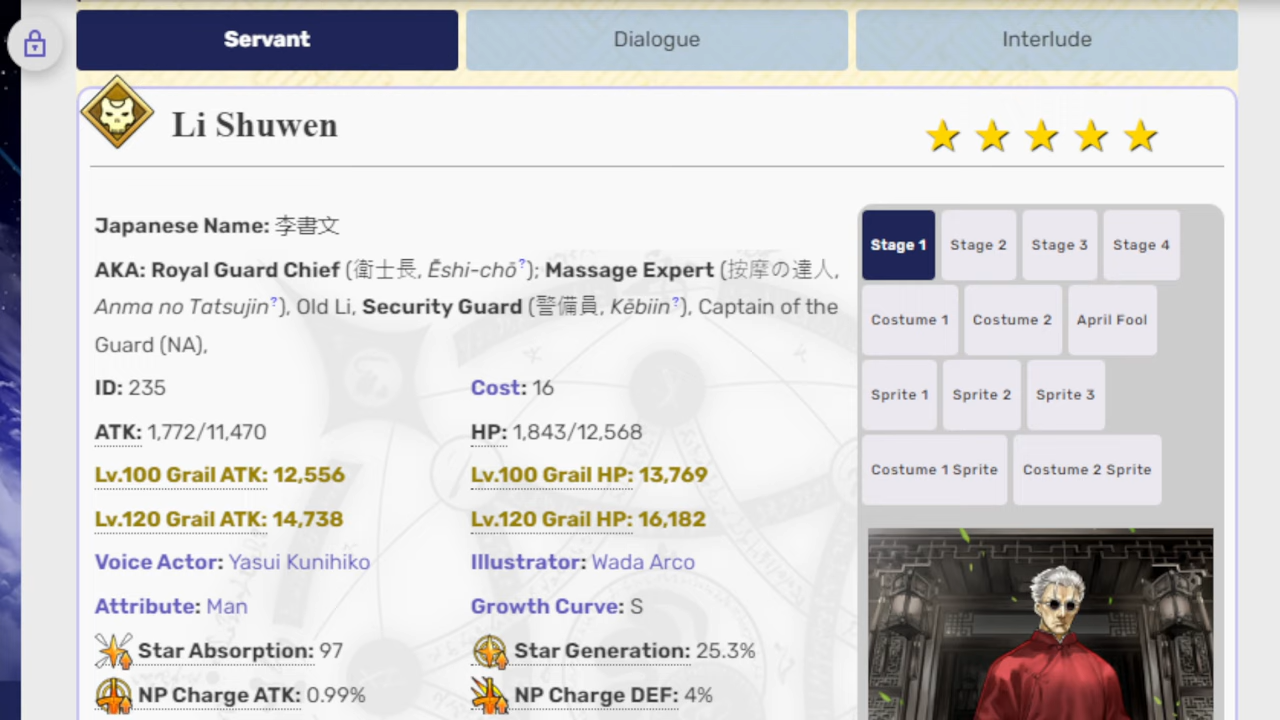 Servant
Dialogue
Interlude
Li Shuwen
Japanese Name: 李書文
AKA: Royal Guard Chief (衛士長, Ēshi-chō?); Massage Expert (按摩の達人,
Anma no Tatsujin?), Old Li, Security Guard (警備員, Kēbiin?), Captain of the
Guard (NA),
ID: 235
Cost: 16
ATK: 1,772/11,470
HP: 1,843/12,568
Lv.100 Grail ATK: 12,556
Lv.100 Grail HP: 13,769
Lv.120 Grail ATK: 14,738
Lv.120 Grail HP: 16,182
Voice Actor: Yasui Kunihiko
Illustrator: Wada Arco
Attribute: Man
Growth Curve: S
Star Absorption: 97
Star Generation: 25.3%
NP Charge ATK: 0.99%
NP Charge DEF: 4%
Stage 1
Stage 2
Stage 3
Stage 4
Costume 1
Costume 2
April Fool
Sprite 1
Sprite 2
Sprite 3
Costume 1 Sprite
Costume 2 Sprite